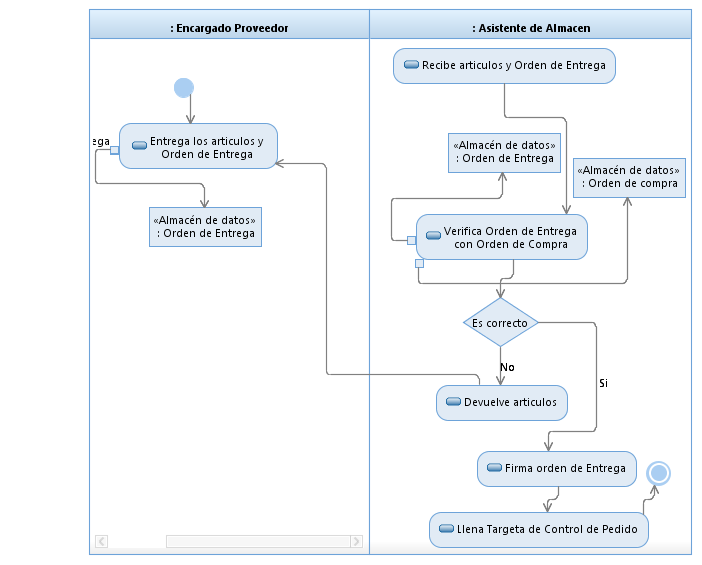 : Encargado Proveedor
: Asistente de Almacen
Recibe articulos y Orden de Entrega
Entrega los articulos y
Orden de Entrega
ega
«Almacén de datos»
: Orden de Entrega
«Almacén de datos»
: Orden de Entrega
«Almacén de datos»
: Orden de compra
Verifica Orden de Entrega
con Orden de Compra
Es correcto
No
Si
Devuelve articulos
Firma orden de Entrega
Llena Targeta de Control de Pedido